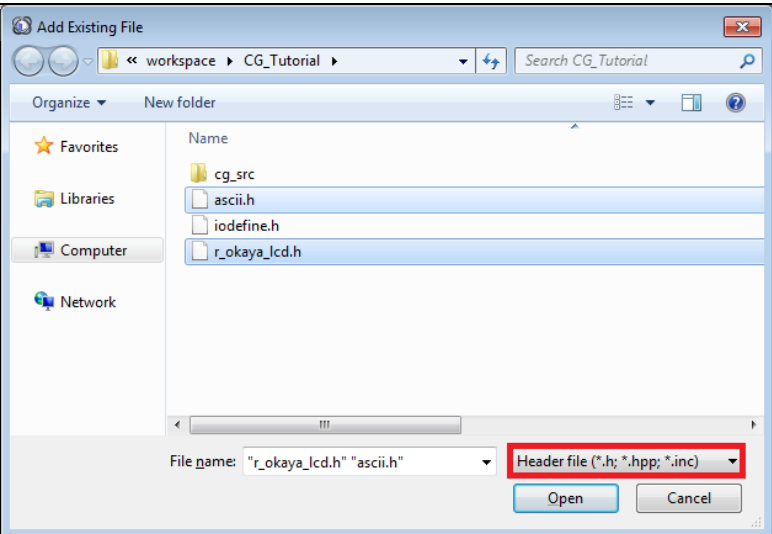 Add Existing File
« workspace ▸ CG_Tutorial ▸
Search CG_Tutorial
Organize
New folder
Favorites
Libraries
Computer
Network
Name
cg_src
ascii.h
iodefine.h
r_okaya_lcd.h
File name: "r_okaya_lcd.h" "ascii.h"
Header file (*.h; *.hpp; *.inc)
Open
Cancel